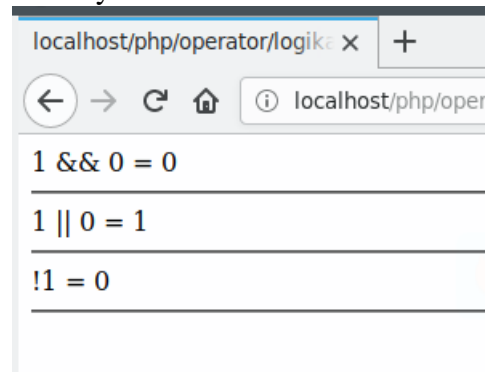 localhost/php/operator/logika
localhost/php/oper
1 && 0 = 0
1 || 0 = 1
!1 = 0